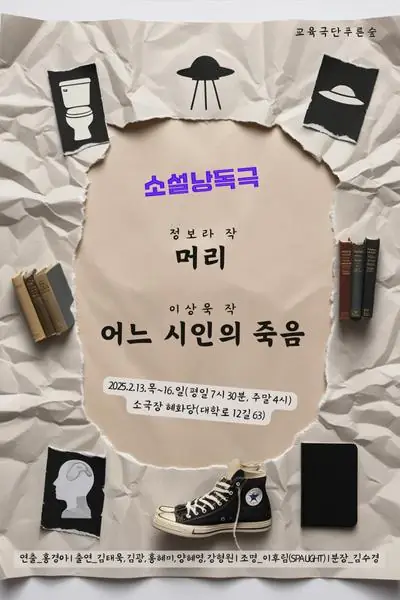 교육극단푸른숲
소설낭독극
정보라 작
머리
이상욱 작
어느 시인의 죽음
2025.2.13.목~16.일(평일 7시 30분, 주말 4시)
소극장 혜화당(대학로 12길 63)
연출_홍경아 | 출연_김태욱, 김광, 홍혜미, 양혜영, 강형원 | 조명_이후림(SPALIGHT) | 분장_김수경